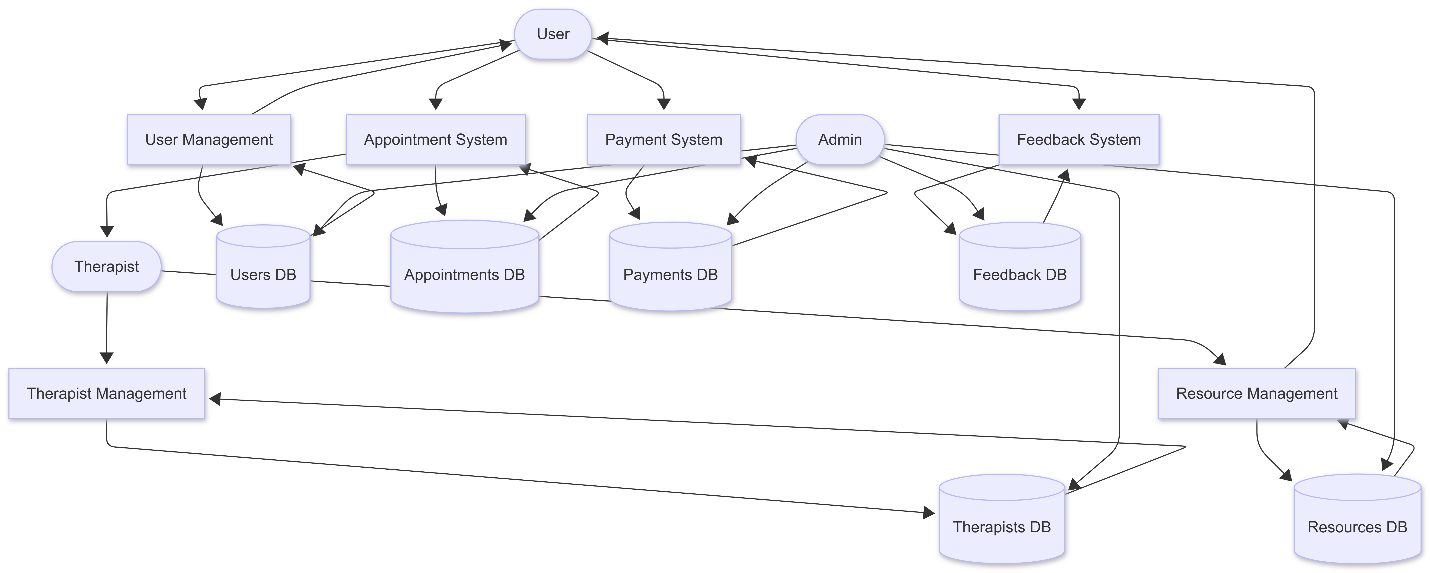 User
User Management
Appointment System
Payment System
Admin
Feedback System
Therapist
Users DB
Appointments DB
Payments DB
Feedback DB
Therapist Management
Resource Management
Therapists DB
Resources DB